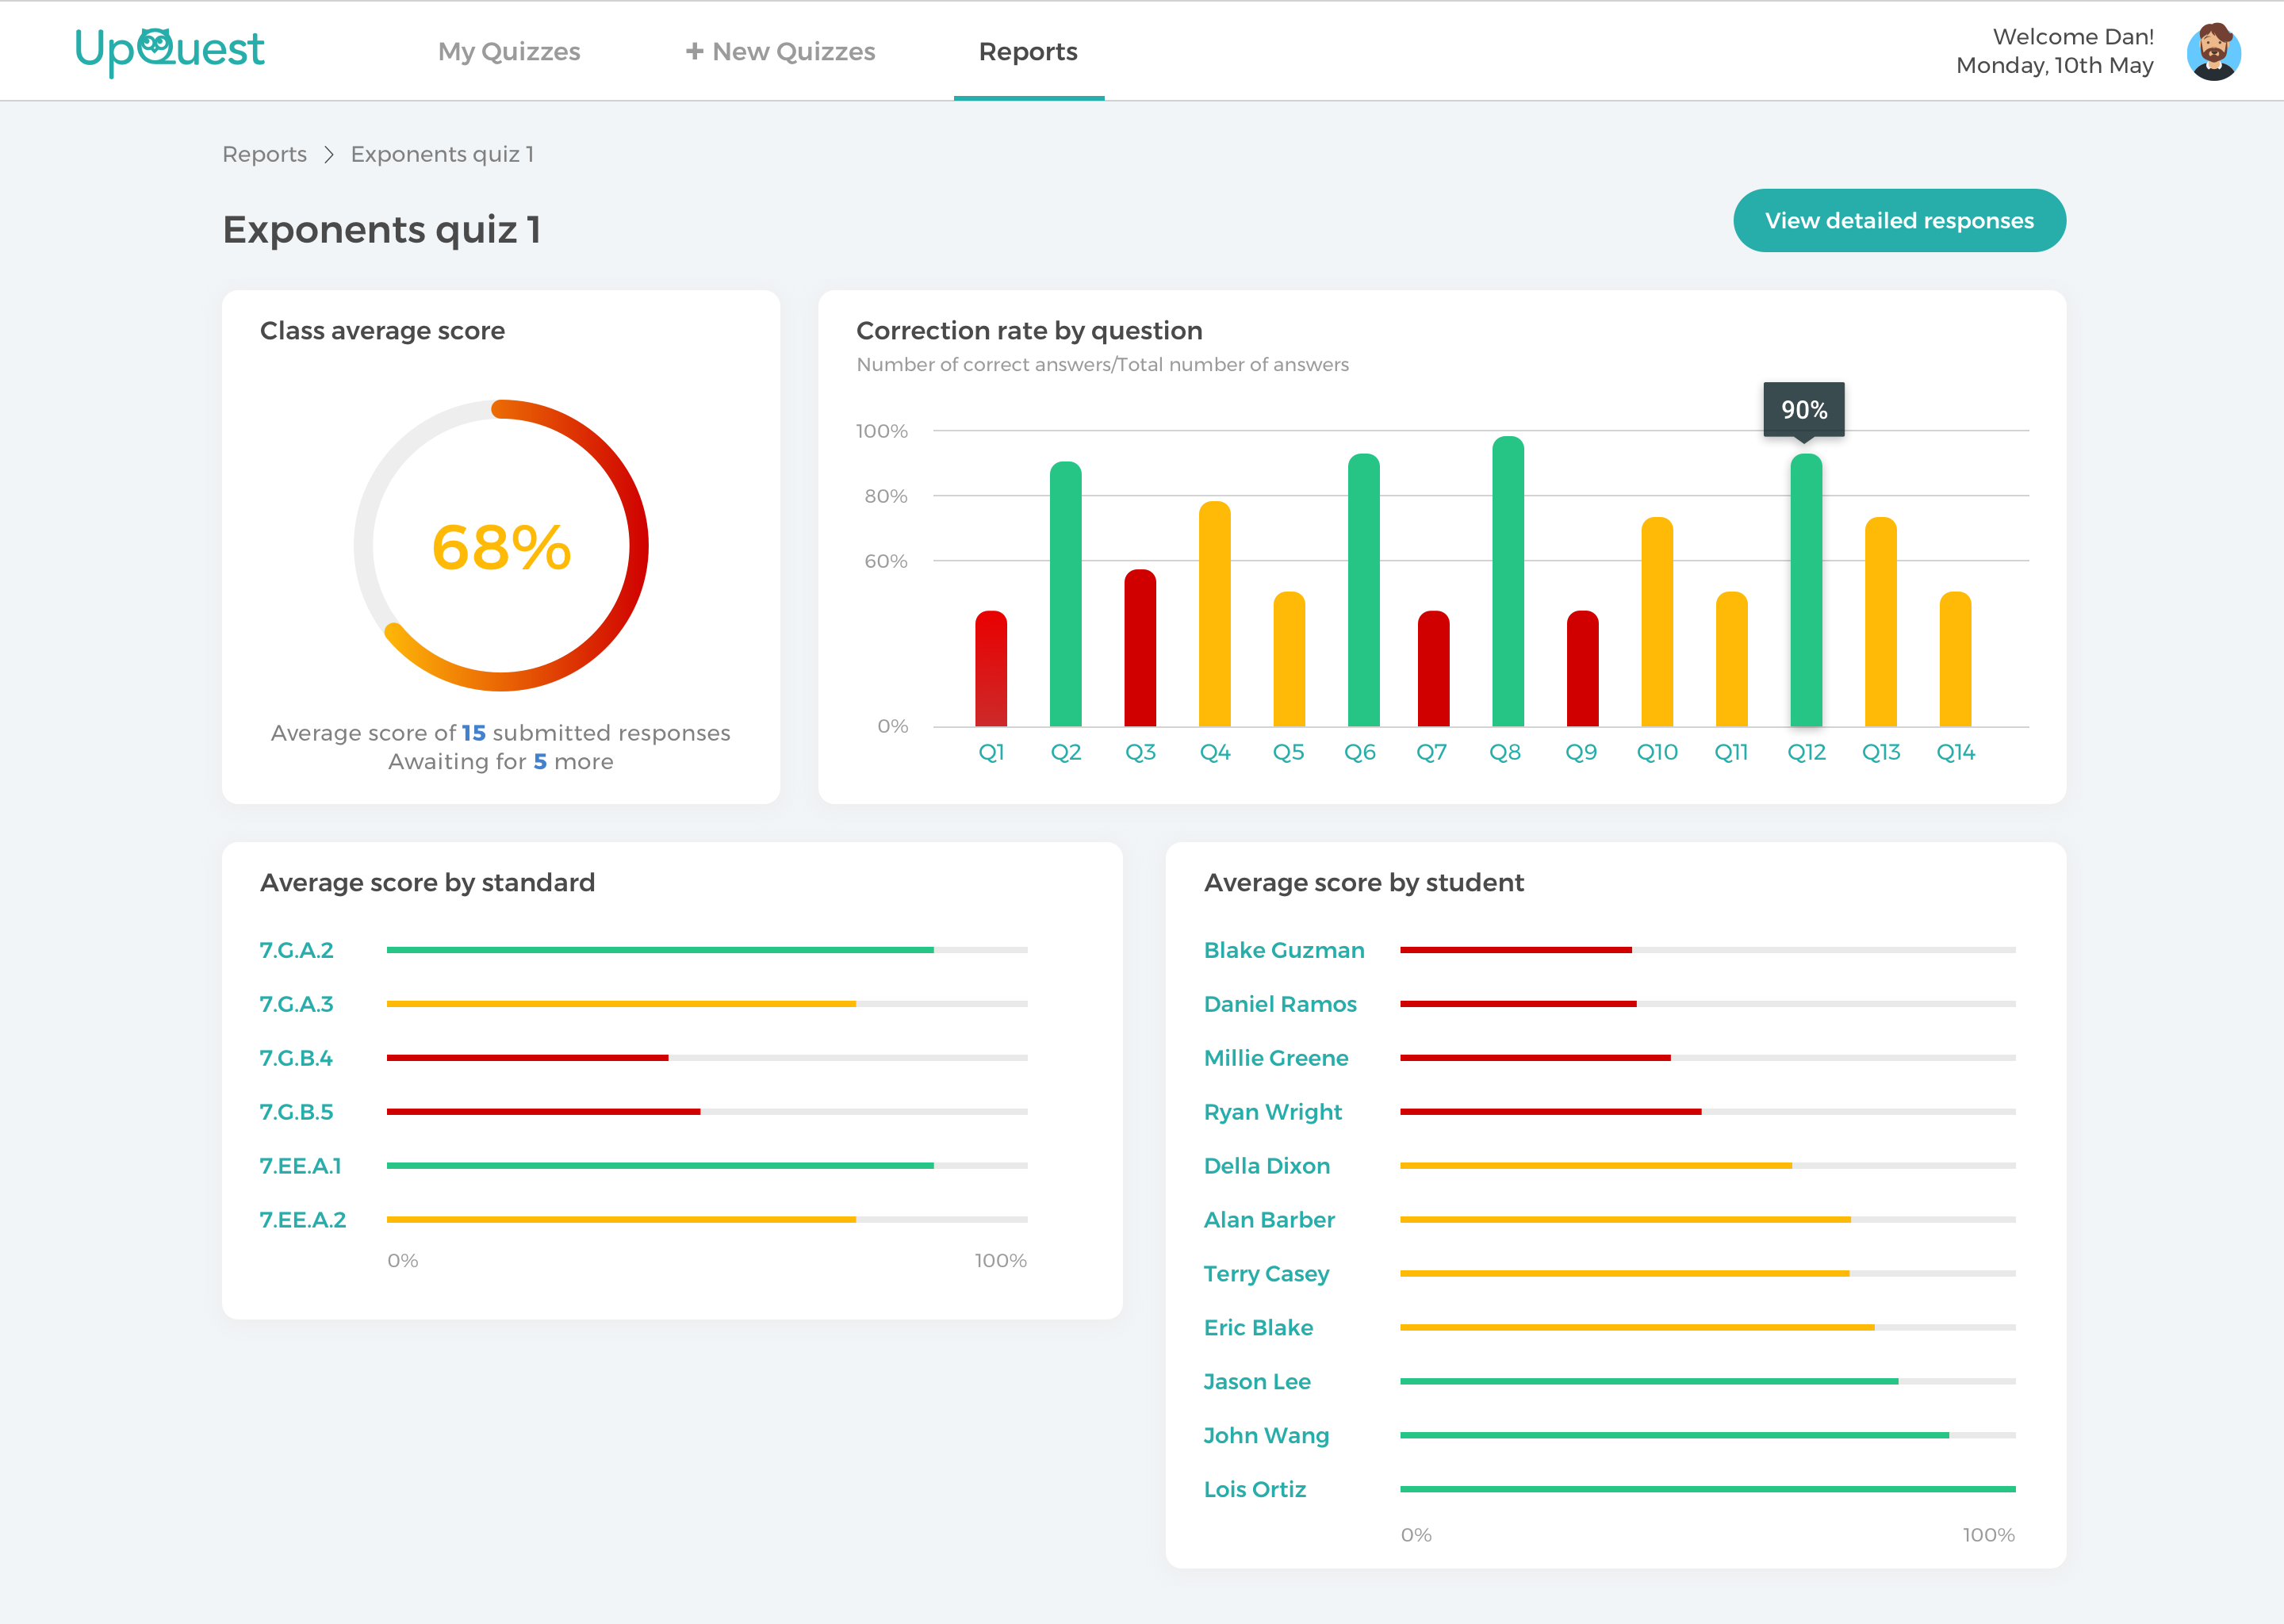 UpQuest
My Quizzes
+ New Quizzes
Reports
Welcome Dan!
Monday, 10th May
Reports > Exponents quiz 1
Exponents quiz 1
View detailed responses
Class average score
68%
Average score of 15 submitted responses
Awaiting for 5 more
Correction rate by question
Number of correct answers/Total number of answers
90%
100%
80%
60%
0%
Q1 Q2 Q3 Q4 Q5 Q6 Q7 Q8 Q9 Q10 Q11 Q12 Q13 Q14
Average score by standard
7.G.A.2
7.G.A.3
7.G.B.4
7.G.B.5
7.EE.A.1
7.EE.A.2
0% 100%
Average score by student
Blake Guzman
Daniel Ramos
Millie Greene
Ryan Wright
Della Dixon
Alan Barber
Terry Casey
Eric Blake
Jason Lee
John Wang
Lois Ortiz
0% 100%